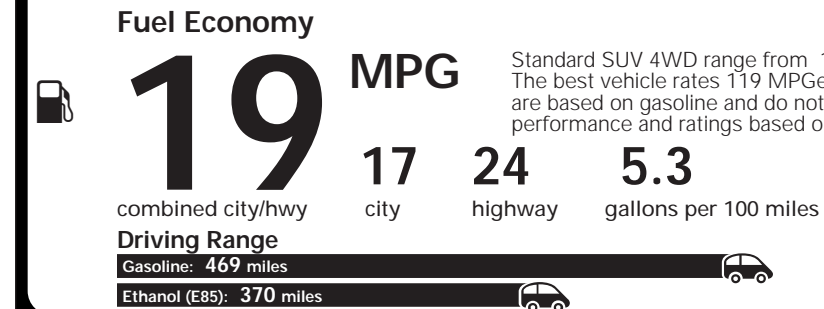 Fuel Economy
19 MPG
Standard SUV 4WD range from 1
The best vehicle rates 119 MPGe
are based on gasoline and do not
performance and ratings based o
17 24 5.3
combined city/hwy city highway gallons per 100 miles
Driving Range
Gasoline: 469 miles
Ethanol (E85): 370 miles